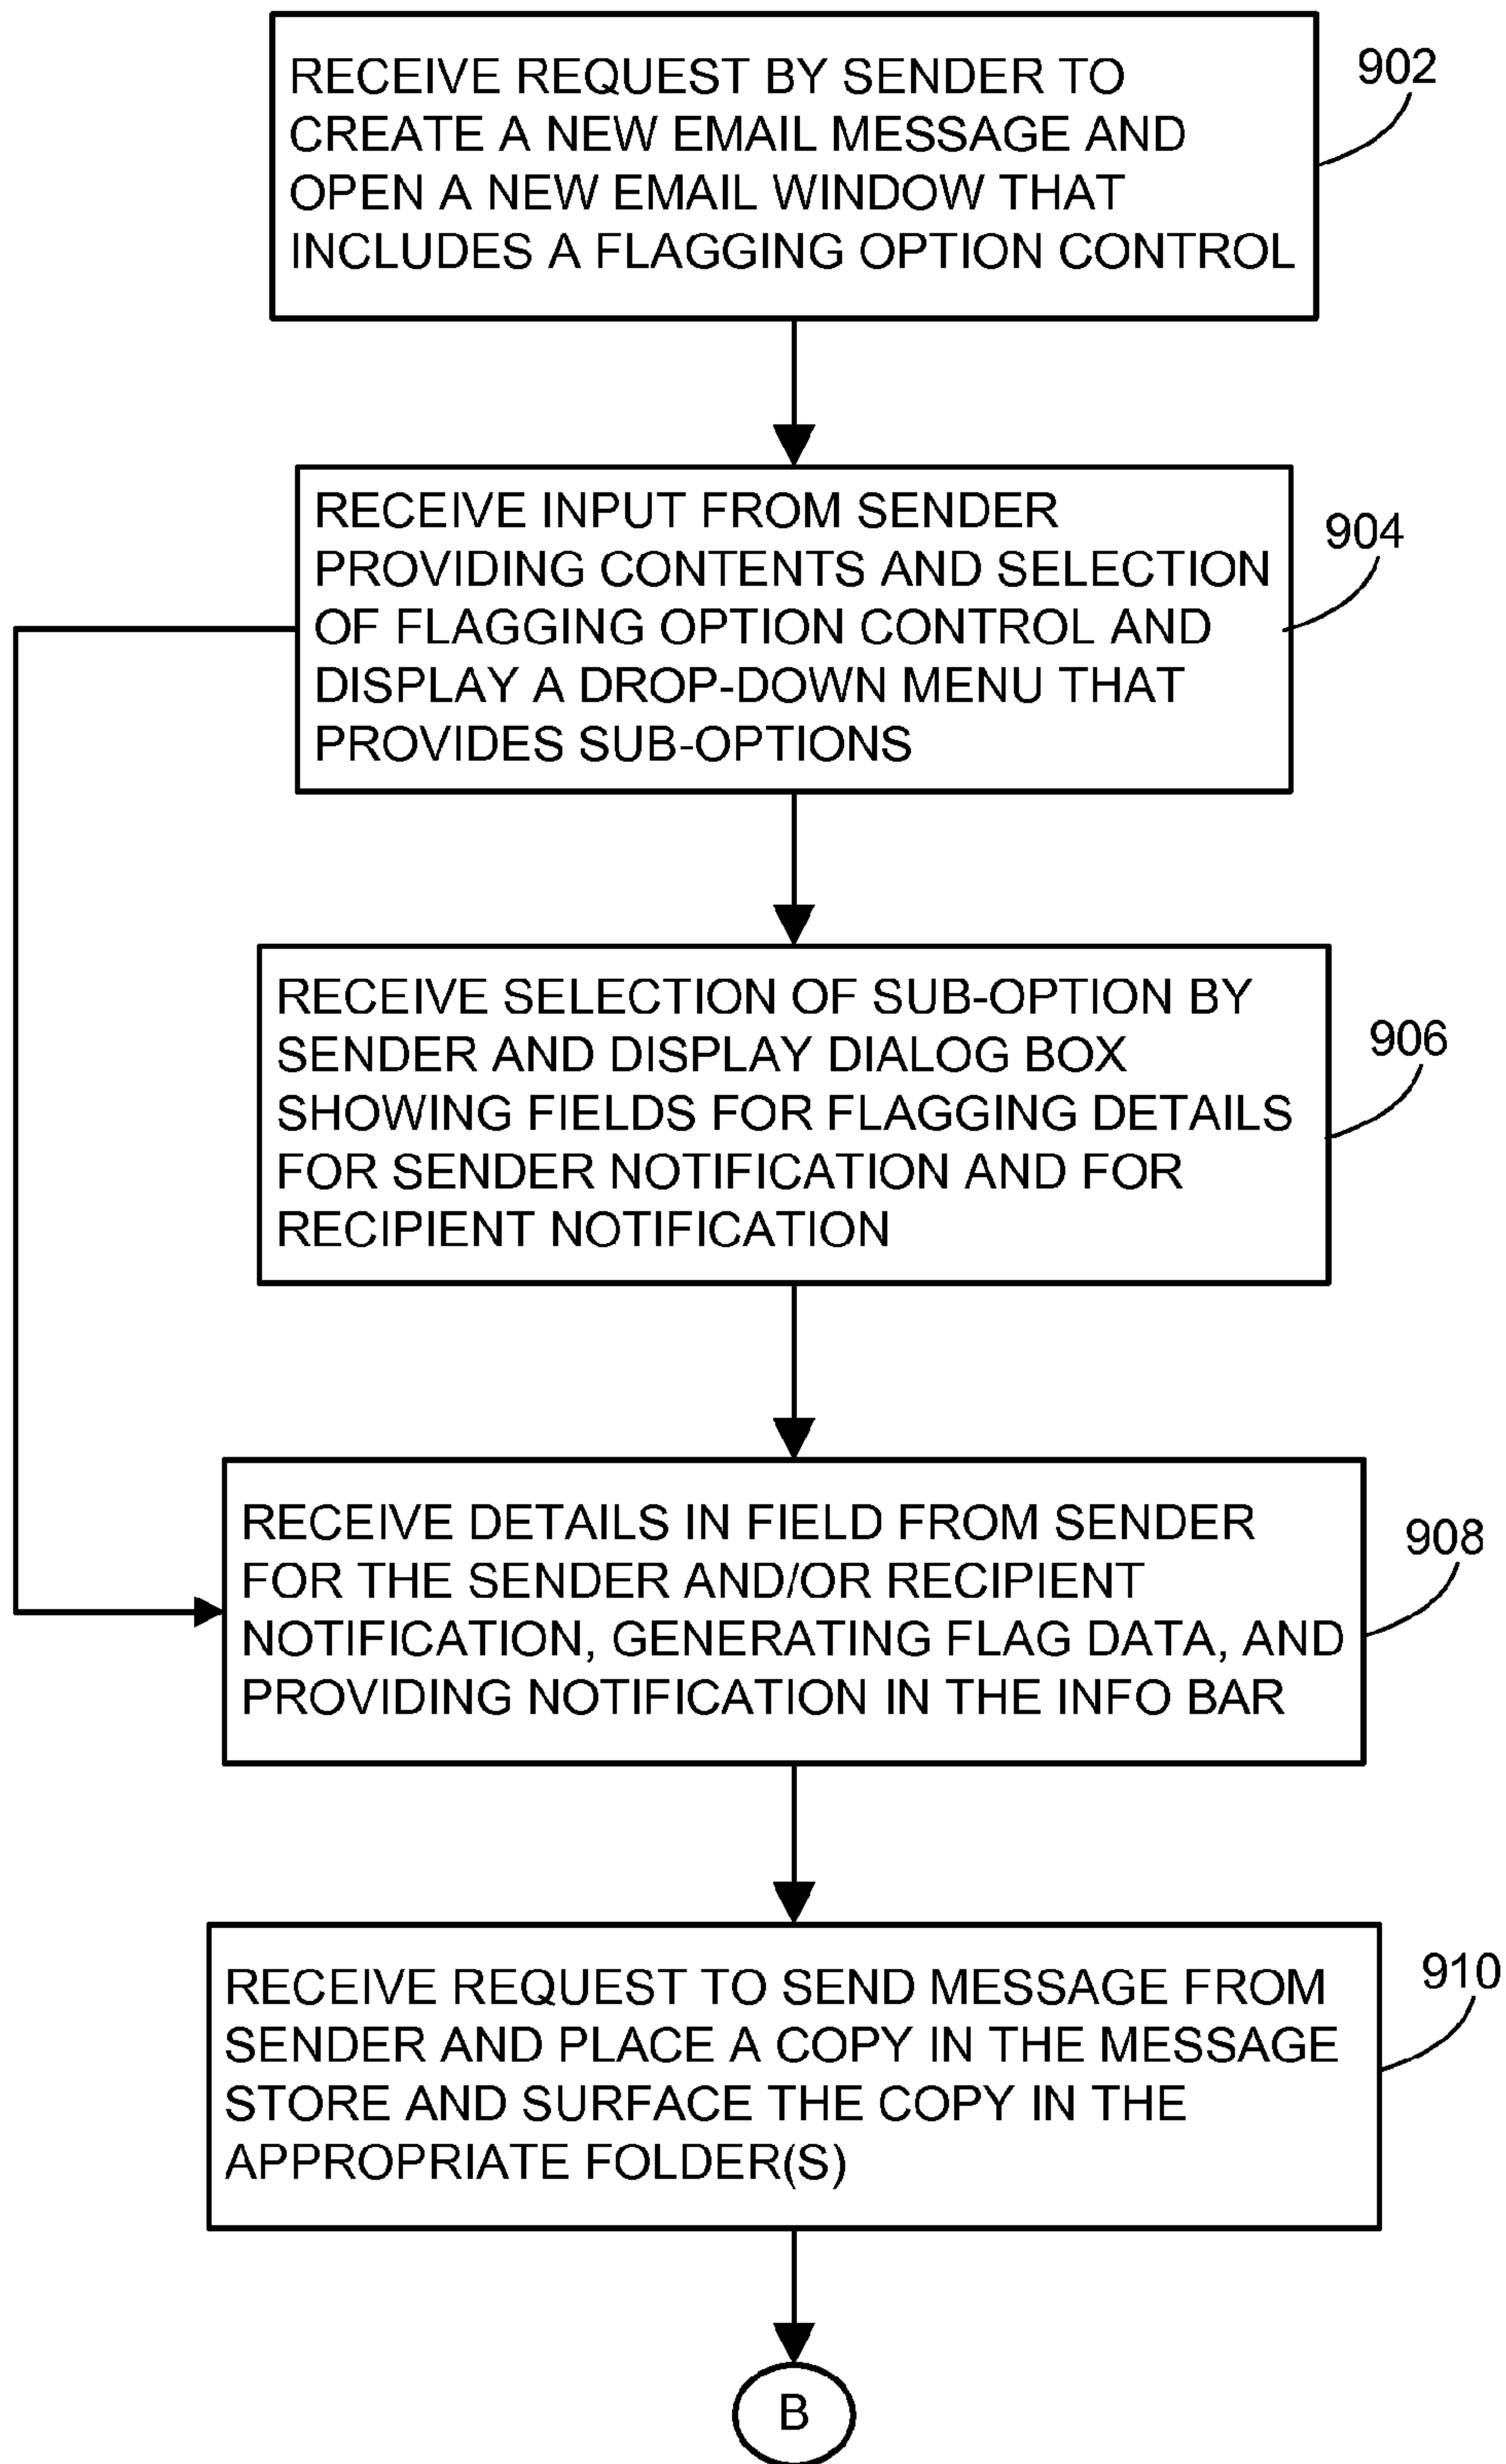 RECEIVE REQUEST BY SENDER TO
CREATE A NEW EMAIL MESSAGE AND
OPEN A NEW EMAIL WINDOW THAT
INCLUDES A FLAGGING OPTION CONTROL
902
RECEIVE INPUT FROM SENDER
PROVIDING CONTENTS AND SELECTION
OF FLAGGING OPTION CONTROL AND
DISPLAY A DROP-DOWN MENU THAT
PROVIDES SUB-OPTIONS
904
RECEIVE SELECTION OF SUB-OPTION BY
SENDER AND DISPLAY DIALOG BOX
SHOWING FIELDS FOR FLAGGING DETAILS
FOR SENDER NOTIFICATION AND FOR
RECIPIENT NOTIFICATION
906
RECEIVE DETAILS IN FIELD FROM SENDER
FOR THE SENDER AND/OR RECIPIENT
NOTIFICATION, GENERATING FLAG DATA, AND
PROVIDING NOTIFICATION IN THE INFO BAR
908
RECEIVE REQUEST TO SEND MESSAGE FROM
SENDER AND PLACE A COPY IN THE MESSAGE
STORE AND SURFACE THE COPY IN THE
APPROPRIATE FOLDER(S)
910
B